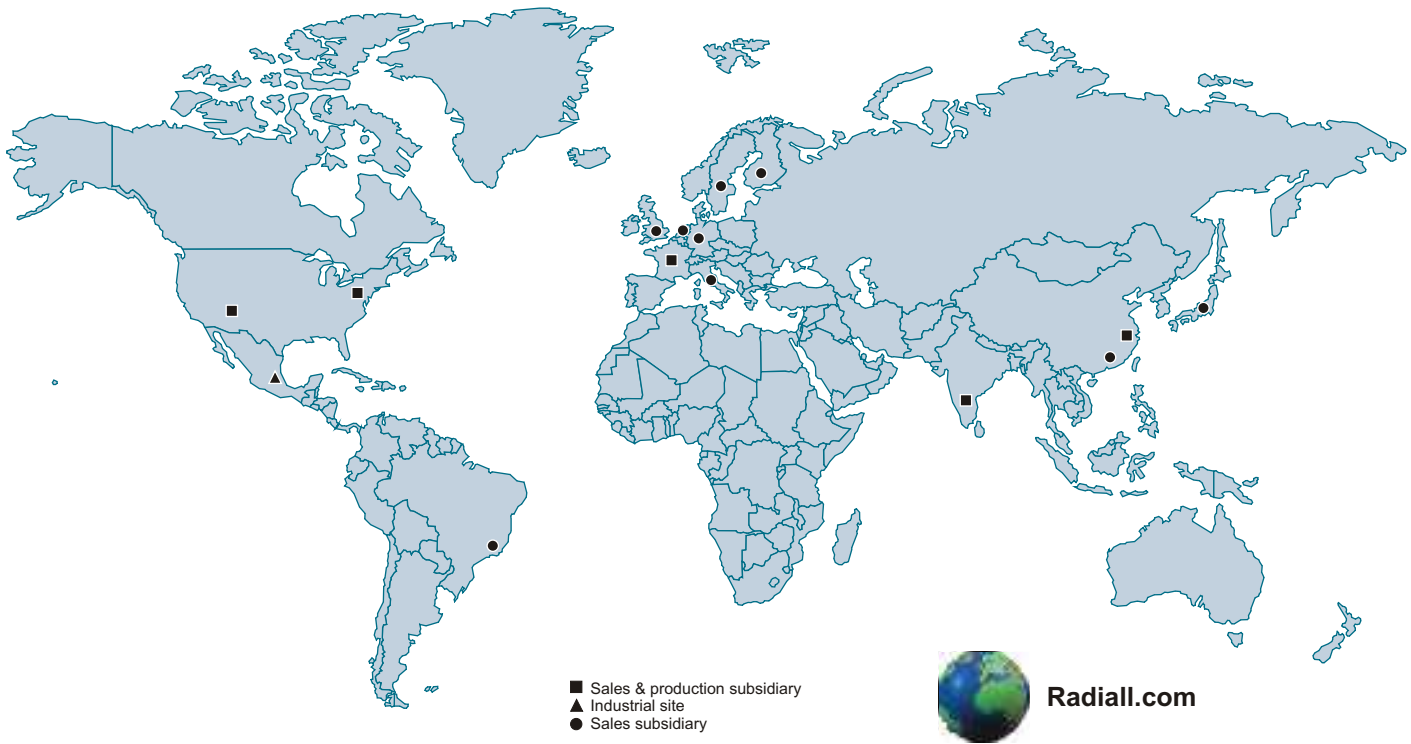 Sales & production subsidiary
Industrial site
Sales subsidiary
Radiall.com